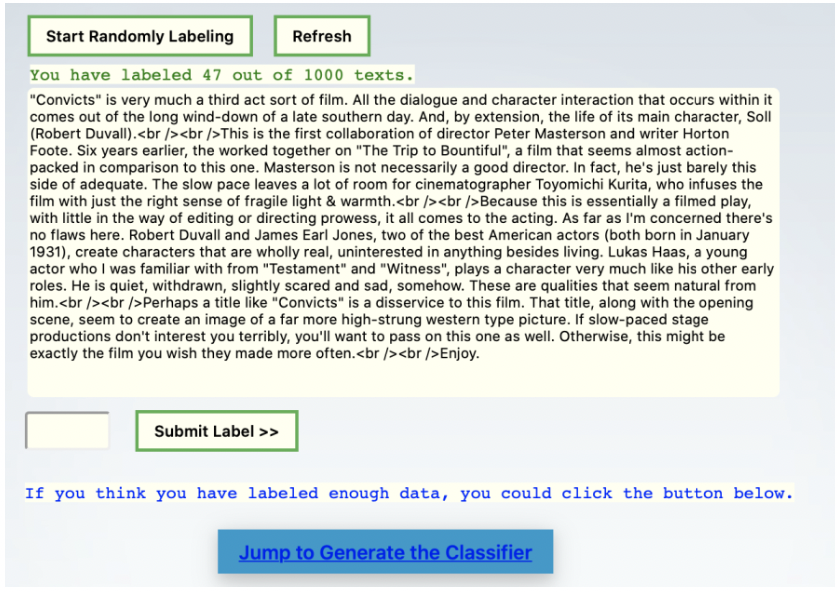 Start Randomly Labeling Refresh
You have labeled 47 out of 1000 texts.
"Convicts" is very much a third act sort of film. All the dialogue and character interaction that occurs within it
comes out of the long wind-down of a late southern day. And, by extension, the life of its main character, Soll
(Robert Duvall).<br /><br />This is the first collaboration of director Peter Masterson and writer Horton
Foote. Six years earlier, the worked together on "The Trip to Bountiful", a film that seems almost action-
packed in comparison to this one. Masterson is not necessarily a good director. In fact, he's just barely this
side of adequate. The slow pace leaves a lot of room for cinematographer Toyomichi Kurita, who infuses the
film with just the right sense of fragile light & warmth.<br /><br />Because this is essentially a filmed play,
with little in the way of editing or directing prowess, it all comes to the acting. As far as I'm concerned there's
no flaws here. Robert Duvall and James Earl Jones, two of the best American actors (both born in January
1931), create characters that are wholly real, uninterested in anything besides living. Lukas Haas, a young
actor who I was familiar with from "Testament" and "Witness", plays a character very much like his other early
roles. He is quiet, withdrawn, slightly scared and sad, somehow. These are qualities that seem natural from
him.<br /><br />Perhaps a title like "Convicts" is a disservice to this film. That title, along with the opening
scene, seem to create an image of a far more high-strung western type picture. If slow-paced stage
productions don't interest you terribly, you'll want to pass on this one as well. Otherwise, this might be
exactly the film you wish they made more often.<br /><br />Enjoy.
Submit Label >>
If you think you have labeled enough data, you could click the button below.
Jump to Generate the Classifier